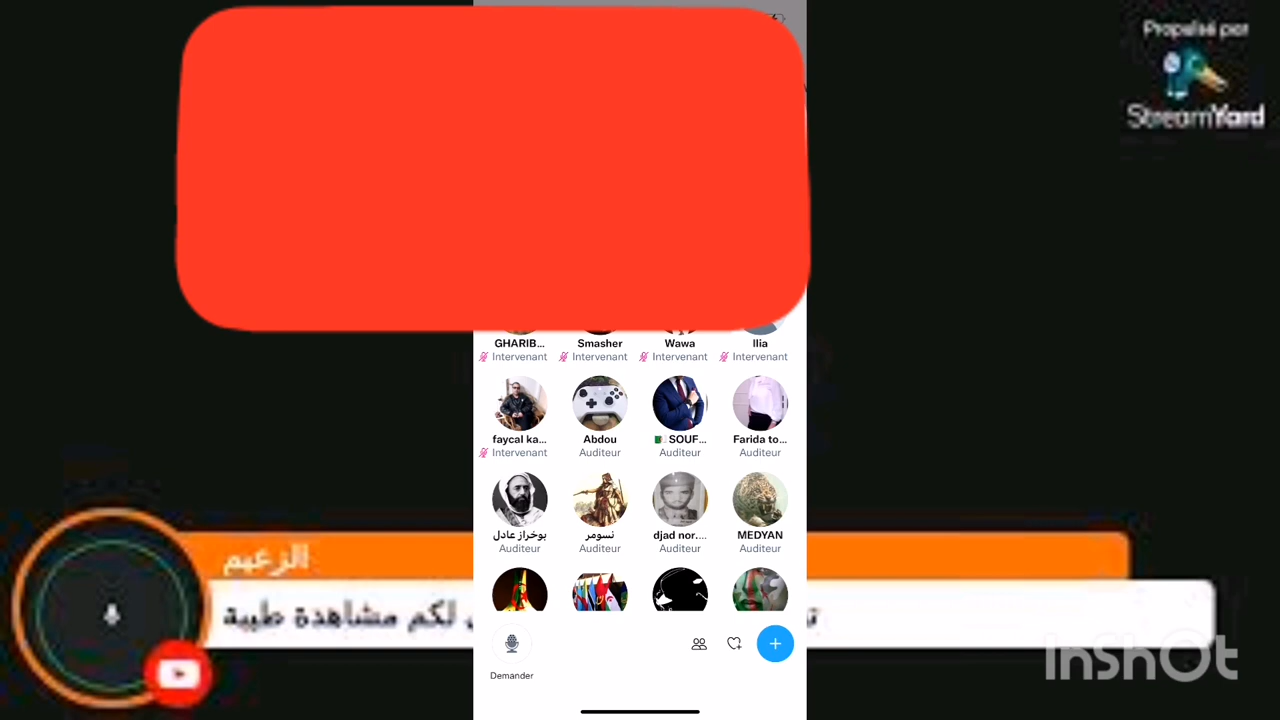 Propulsé par
StreamYard
GHARIB...
Smasher
Wawa
Ilia
Intervenant
Intervenant
Intervenant
Intervenant
faycal ka...
Abdou
SOUF...
Farida to...
Intervenant
Auditeur
Auditeur
Auditeur
بوخراز عادل
نسومر
djad nor....
MEDYAN
Auditeur
Auditeur
Auditeur
Auditeur
الزعيم
لكم مشاهدة طيبة
Demander
InShOt